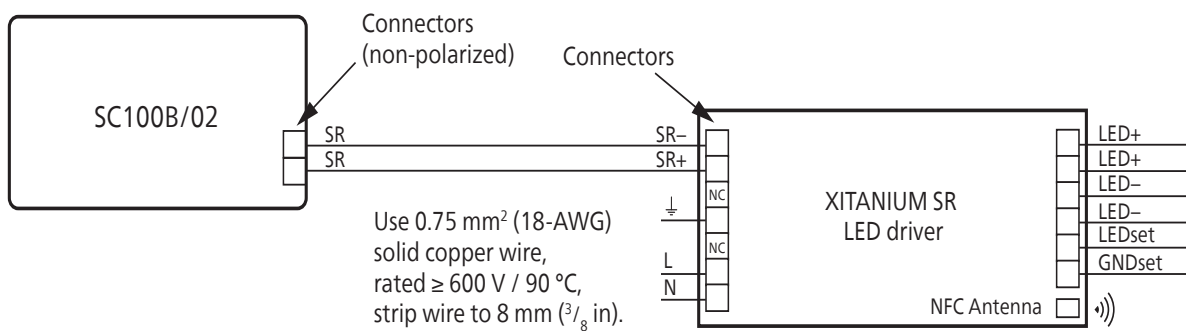 Connectors
(non-polarized)
Connectors
SC100B/02
SR
SR
SR–
SR+
NC
NC
L
N
Use 0.75 mm² (18-AWG)
solid copper wire,
rated ≥ 600 V / 90 °C,
strip wire to 8 mm (3/8 in).
XITANIUM SR
LED driver
LED+
LED+
LED–
LED–
LEDset
GNDset
NFC Antenna